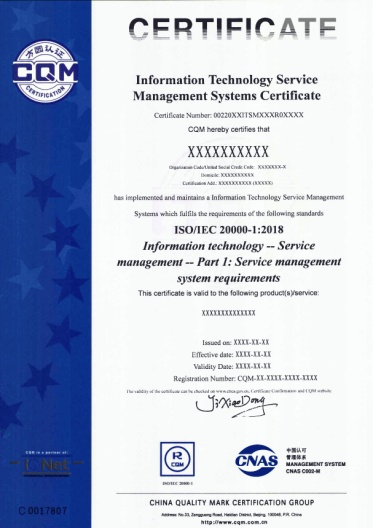 CERTIFICATE
方圆认证
CQM
CERTIFICATION
Information Technology Service
Management Systems Certificate
Certificate Number: 00220XXITSMXXXR0XXXX
CQM hereby certifies that
XXXXXXXXXX
Organization Code/United Social Credit Code: XXXXXXX-X
Domicile: XXXXXXXXXX
Certification Add.: XXXXXXXXXX (XXXXX)
has implemented and maintains a Information Technology Service Management
Systems which fulfils the requirements of the following standards
ISO/IEC 20000-1:2018
Information technology -- Service
management -- Part 1: Service management
system requirements
This certificate is valid to the following product(s)/service:
XXXXXXXXXXXXXX
Issued on: XXXX-XX-XX
Effective date: XXXX-XX-XX
Validity Date: XXXX-XX-XX
Registration Number: CQM-XX-XXXX-XXXX-XXXX
The validity of the certificate can be checked on www.cnca.gov.cn, Certificate Confirmation and CQM website
CQM is a partner of:
IQNet
R
CQM
ISO/IEC 20000-1
CNAS
中国认可
管理体系
MANAGEMENT SYSTEM
CNAS C002-M
C 0017807
CHINA QUALITY MARK CERTIFICATION GROUP
Address: No.33, Zengguang Road, Haidian District, Beijing, 100048, P.R. China
http://www.cqm.com.cn